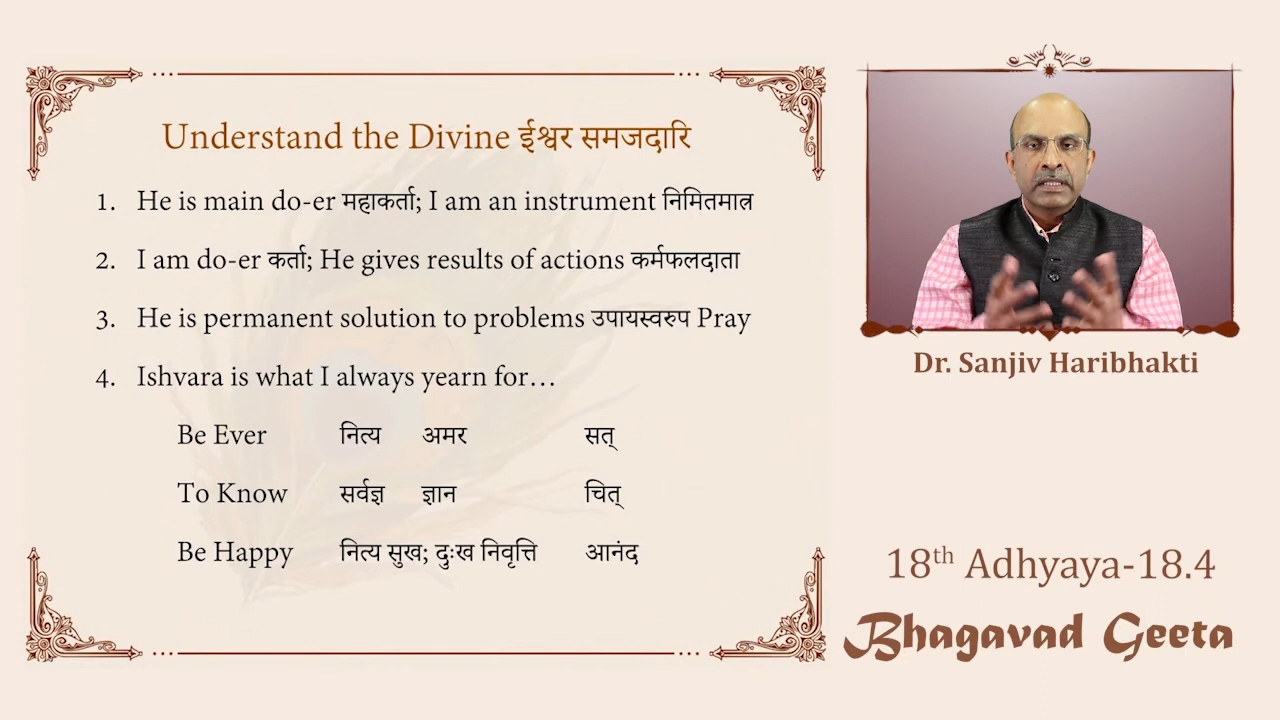 Understand the Divine ईश्वर समजदारि
1. He is main do-er महाकर्ता; I am an instrument निमितमात्र
2. I am do-er कर्ता; He gives results of actions कर्मफलदाता
3. He is permanent solution to problems उपायस्वरुप Pray
4. Ishvara is what I always yearn for…
Be Ever नित्य अमर सत्
To Know सर्वज्ञ ज्ञान चित्
Be Happy नित्य सुख; दुःख निवृत्ति आनंद
Dr. Sanjiv Haribhakti
18th Adhyaya-18.4
Bhagavad Geeta